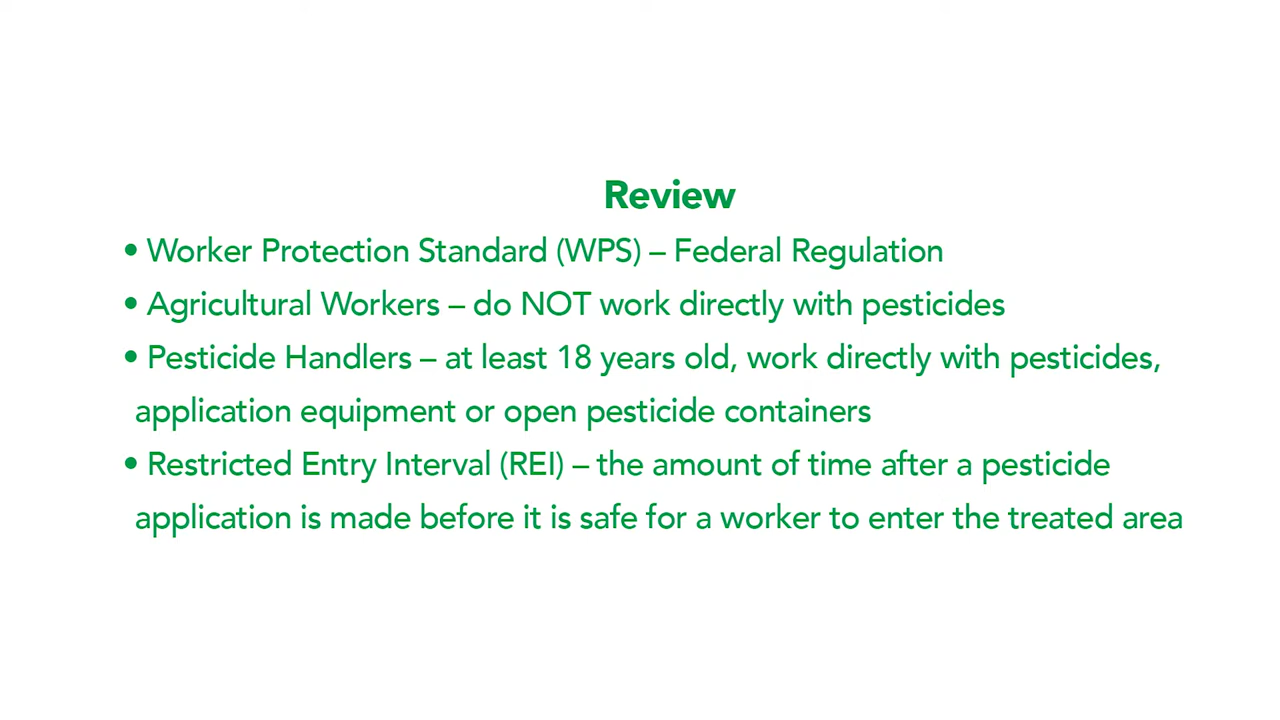 Review
• Worker Protection Standard (WPS) – Federal Regulation
• Agricultural Workers – do NOT work directly with pesticides
• Pesticide Handlers – at least 18 years old, work directly with pesticides,
application equipment or open pesticide containers
• Restricted Entry Interval (REI) – the amount of time after a pesticide
application is made before it is safe for a worker to enter the treated area